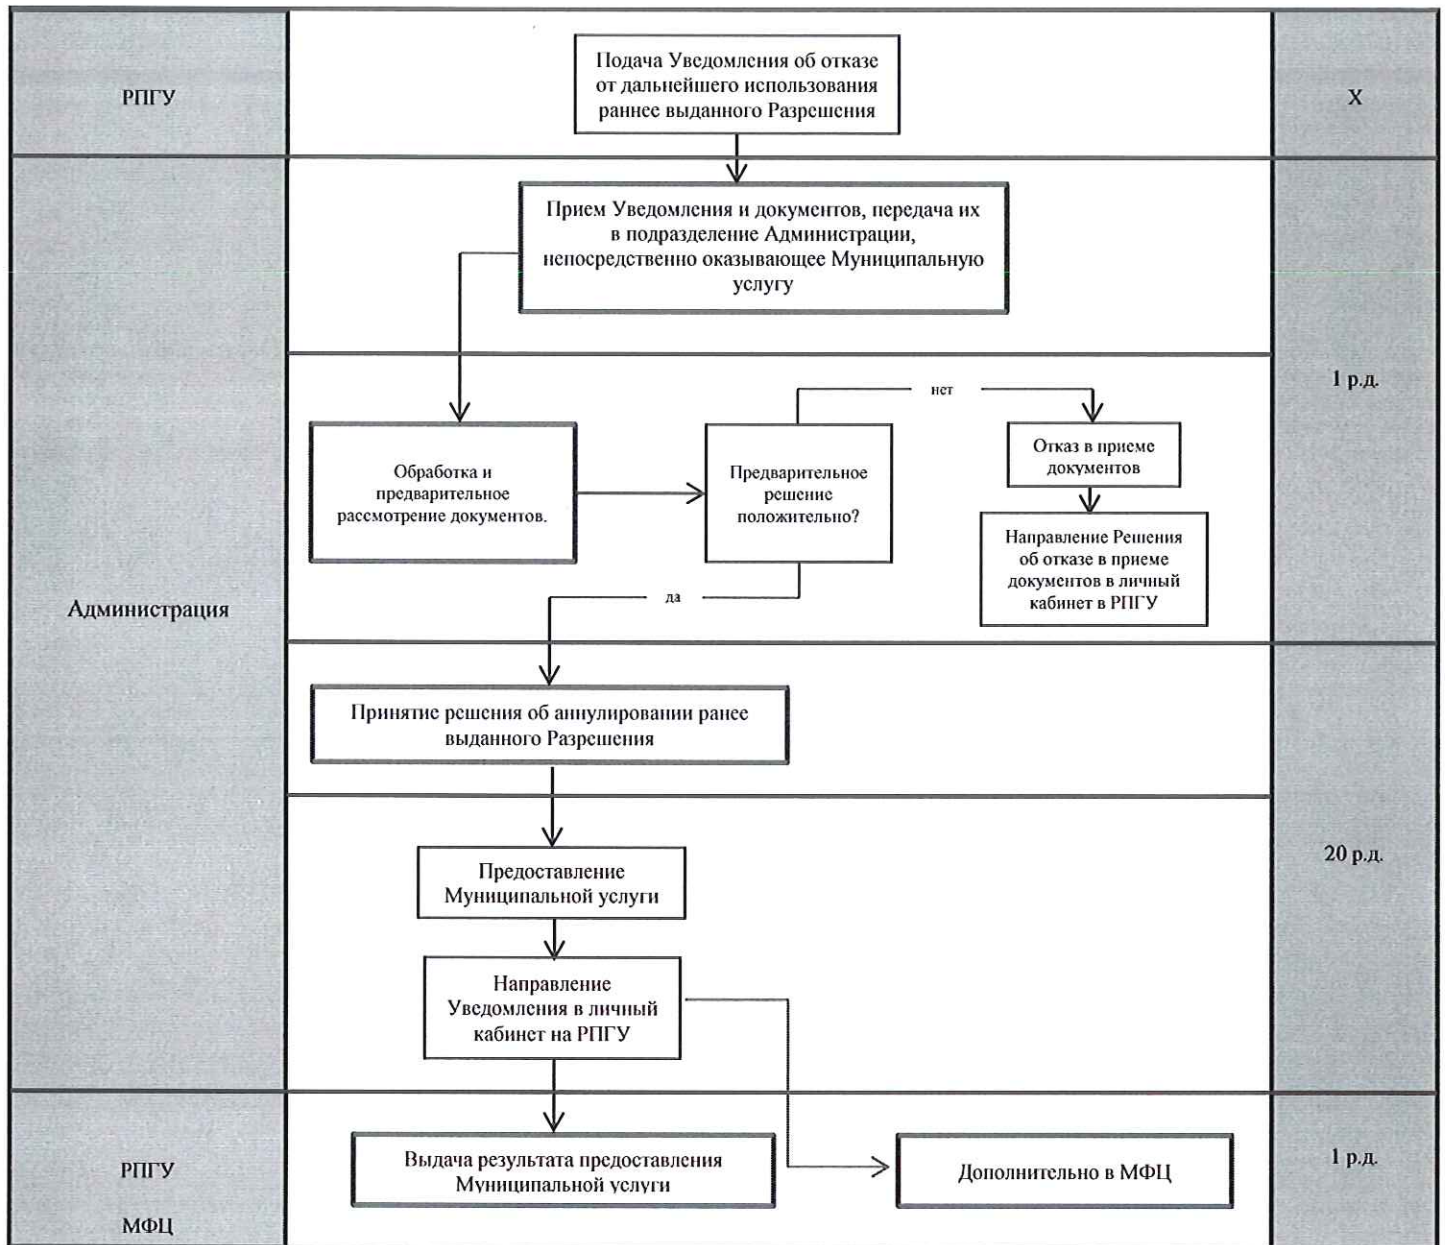 РПГУ
Подача Уведомления об отказе
от дальнейшего использования
раннее выданного Разрешения
X
Прием Уведомления и документов, передача их
в подразделение Администрации,
непосредственно оказывающее Муниципальную
услугу
1 р.д.
нет
Обработка и
предварительное
рассмотрение документов.
Предварительное
решение
положительно?
Отказ в приеме
документов
Направление Решения
об отказе в приеме
документов в личный
кабинет в РПГУ
да
Администрация
Принятие решения об аннулировании ранее
выданного Разрешения
20 р.д.
Предоставление
Муниципальной услуги
Направление
Уведомления в личный
кабинет на РПГУ
РПГУ
МФЦ
Выдача результата предоставления
Муниципальной услуги
Дополнительно в МФЦ
1 р.д.